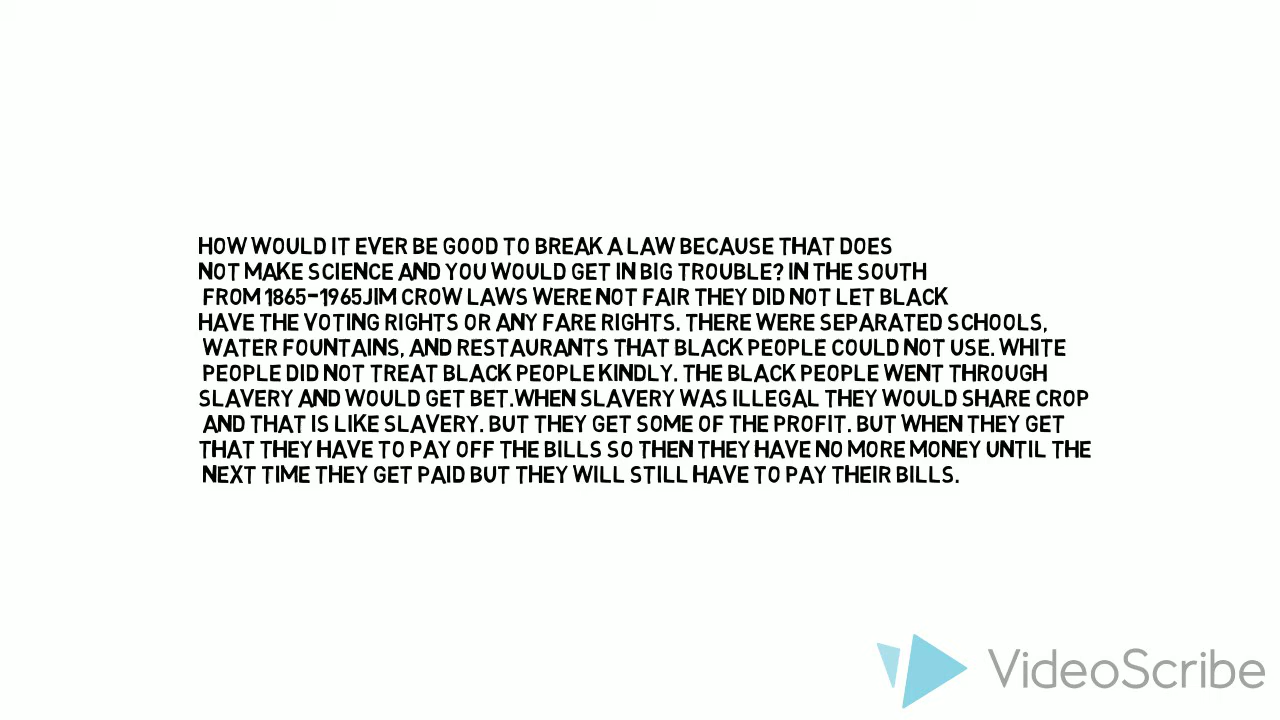 HOW WOULD IT EVER BE GOOD TO BREAK A LAW BECAUSE THAT DOES
NOT MAKE SCIENCE AND YOU WOULD GET IN BIG TROUBLE? IN THE SOUTH
FROM 1865-1965JIM CROW LAWS WERE NOT FAIR THEY DID NOT LET BLACK
HAVE THE VOTING RIGHTS OR ANY FARE RIGHTS. THERE WERE SEPARATED SCHOOLS,
WATER FOUNTAINS, AND RESTAURANTS THAT BLACK PEOPLE COULD NOT USE. WHITE
PEOPLE DID NOT TREAT BLACK PEOPLE KINDLY. THE BLACK PEOPLE WENT THROUGH
SLAVERY AND WOULD GET BET.WHEN SLAVERY WAS ILLEGAL THEY WOULD SHARE CROP
AND THAT IS LIKE SLAVERY. BUT THEY GET SOME OF THE PROFIT. BUT WHEN THEY GET
THAT THEY HAVE TO PAY OFF THE BILLS SO THEN THEY HAVE NO MORE MONEY UNTIL THE
NEXT TIME THEY GET PAID BUT THEY WILL STILL HAVE TO PAY THEIR BILLS.
VideoScribe